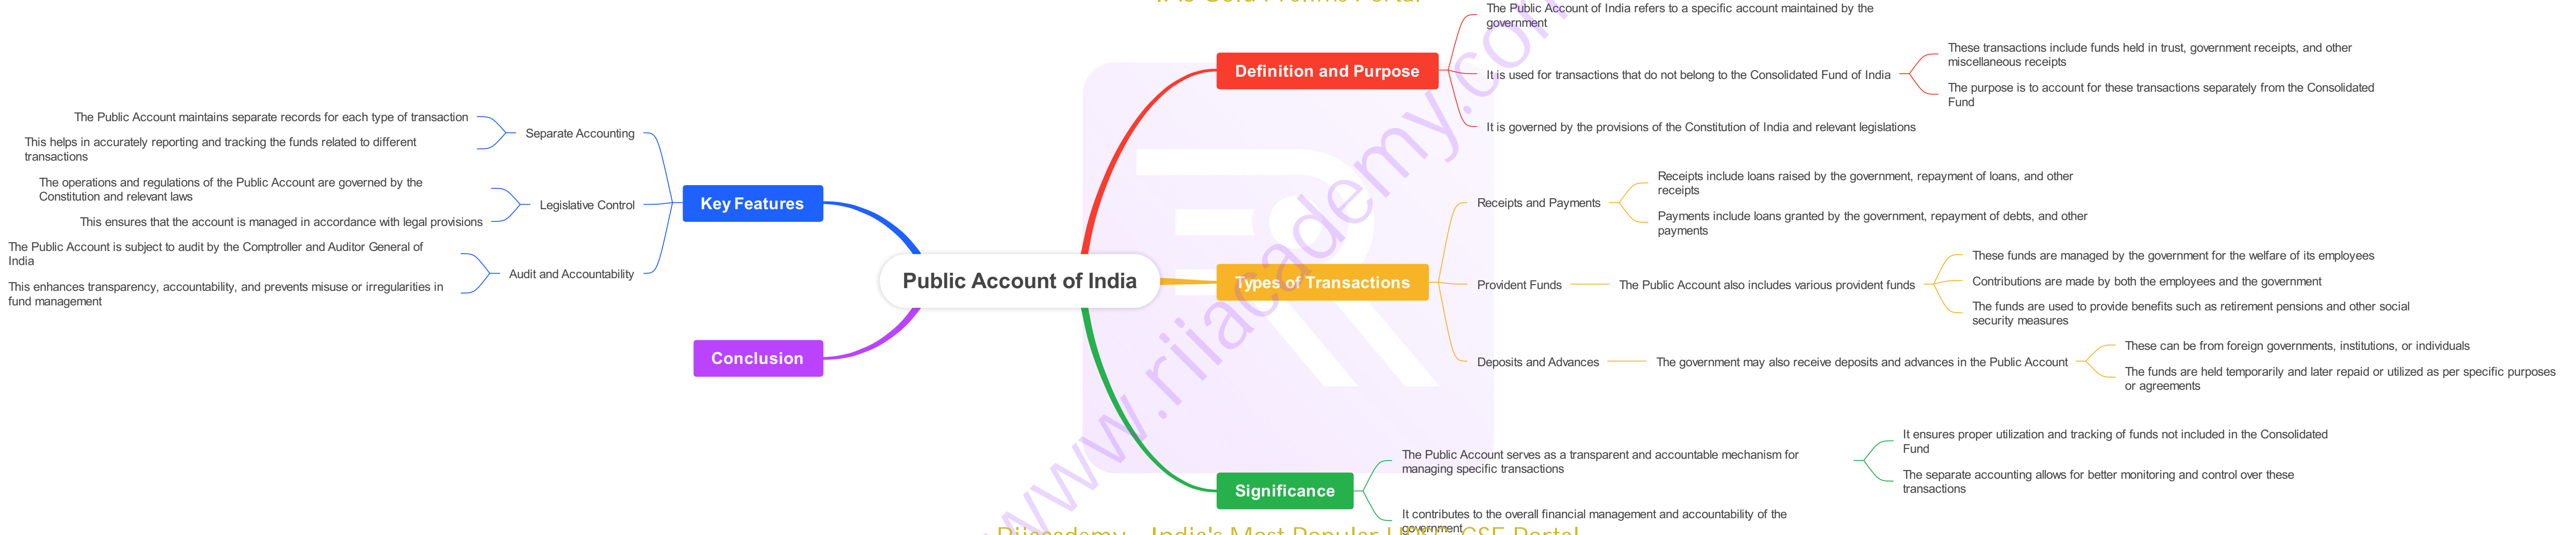 The Public Account of India refers to a specific account maintained by the
government
Definition and Purpose
It is used for transactions that do not belong to the Consolidated Fund of India
These transactions include funds held in trust, government receipts, and other
miscellaneous receipts
The purpose is to account for these transactions separately from the Consolidated
Fund
It is governed by the provisions of the Constitution of India and relevant legislations
The Public Account maintains separate records for each type of transaction
Separate Accounting
This helps in accurately reporting and tracking the funds related to different
transactions
The operations and regulations of the Public Account are governed by the
Constitution and relevant laws
Legislative Control
This ensures that the account is managed in accordance with legal provisions
Key Features
The Public Account is subject to audit by the Comptroller and Auditor General of
India
Audit and Accountability
This enhances transparency, accountability, and prevents misuse or irregularities in
fund management
Public Account of India
Conclusion
Types of Transactions
Receipts and Payments
Receipts include loans raised by the government, repayment of loans, and other
receipts
Payments include loans granted by the government, repayment of debts, and other
payments
Provident Funds
The Public Account also includes various provident funds
These funds are managed by the government for the welfare of its employees
Contributions are made by both the employees and the government
The funds are used to provide benefits such as retirement pensions and other social
security measures
Deposits and Advances
The government may also receive deposits and advances in the Public Account
These can be from foreign governments, institutions, or individuals
The funds are held temporarily and later repaid or utilized as per specific purposes
or agreements
Significance
The Public Account serves as a transparent and accountable mechanism for
managing specific transactions
It ensures proper utilization and tracking of funds not included in the Consolidated
Fund
The separate accounting allows for better monitoring and control over these
transactions
It contributes to the overall financial management and accountability of the
government
www.riiacademy.com
India's Most Popular UPSC CSE Portal